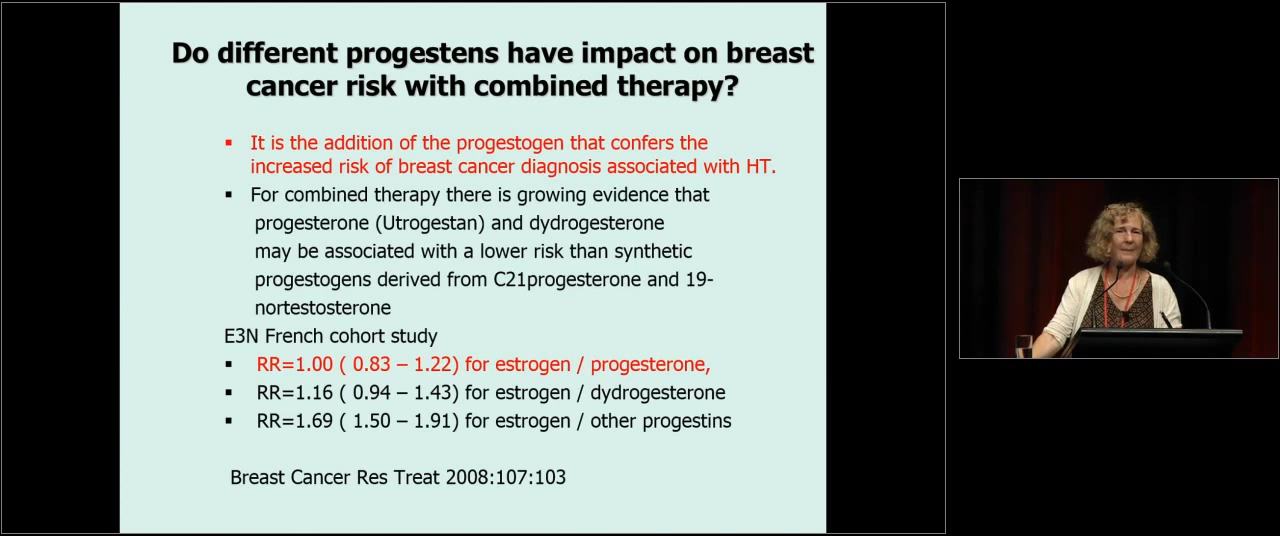 Do different progestens have impact on breast
cancer risk with combined therapy?
▪ It is the addition of the progestogen that confers the
increased risk of breast cancer diagnosis associated with HT.
▪ For combined therapy there is growing evidence that
progesterone (Utrogestan) and dydrogesterone
may be associated with a lower risk than synthetic
progestogens derived from C21progesterone and 19-
nortestosterone
E3N French cohort study
▪ RR=1.00 ( 0.83 – 1.22) for estrogen / progesterone,
▪ RR=1.16 ( 0.94 – 1.43) for estrogen / dydrogesterone
▪ RR=1.69 ( 1.50 – 1.91) for estrogen / other progestins
Breast Cancer Res Treat 2008:107:103